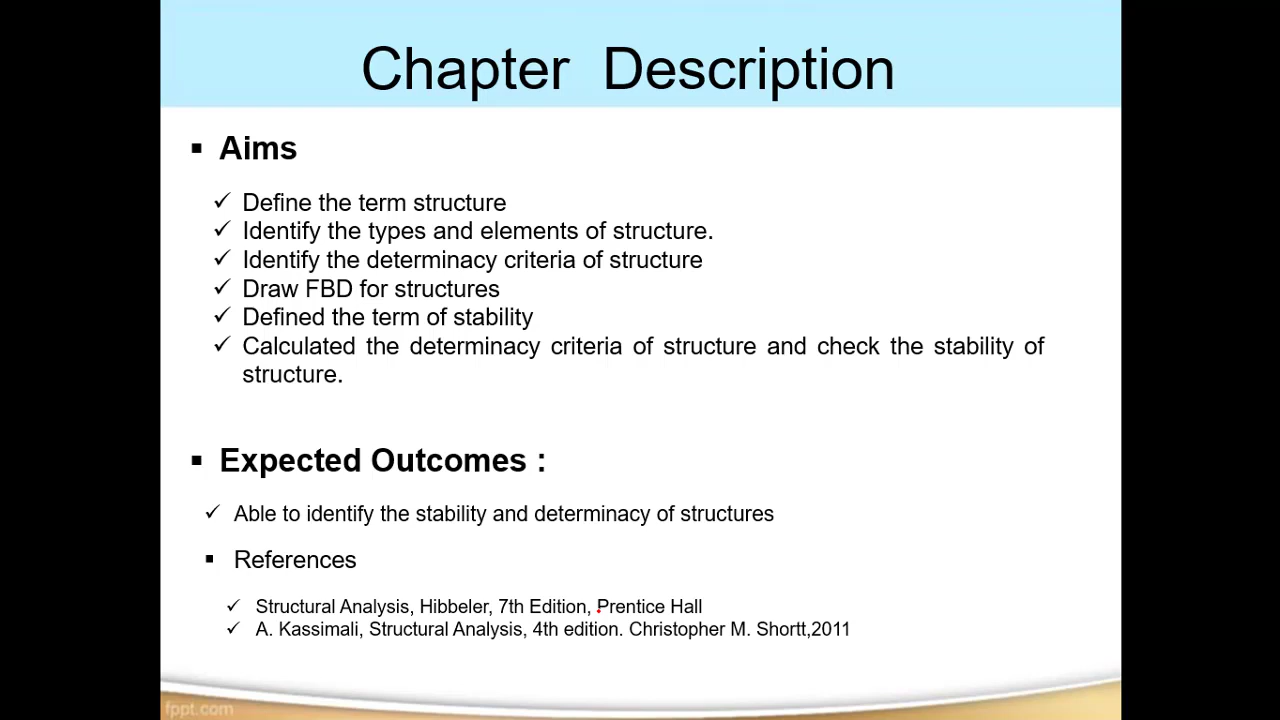 Chapter Description
▪ Aims
✓ Define the term structure
✓ Identify the types and elements of structure.
✓ Identify the determinacy criteria of structure
✓ Draw FBD for structures
✓ Defined the term of stability
✓ Calculated the determinacy criteria of structure and check the stability of
structure.
▪ Expected Outcomes :
✓ Able to identify the stability and determinacy of structures
▪ References
✓ Structural Analysis, Hibbeler, 7th Edition, Prentice Hall
✓ A. Kassimali, Structural Analysis, 4th edition. Christopher M. Shortt,2011
fppt.com